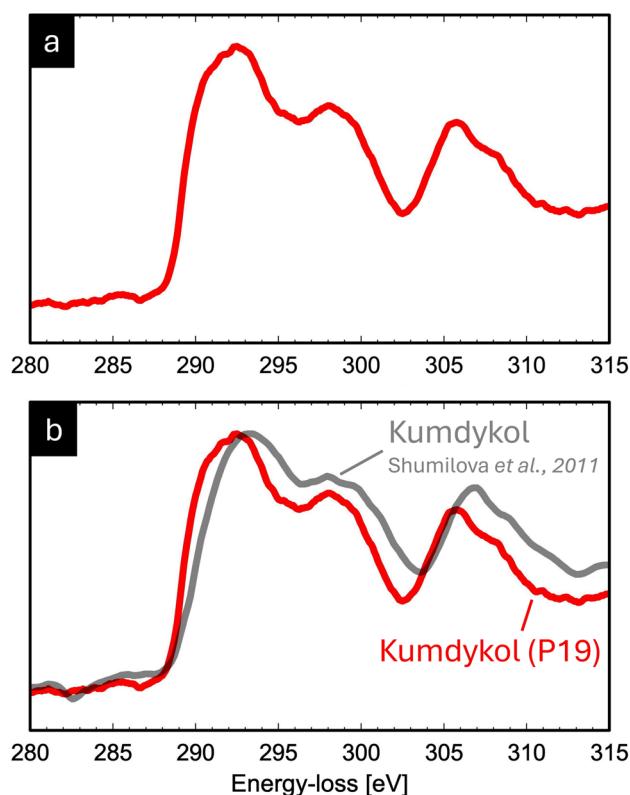 a
280 285 290 295 300 305 310 315
b
Kumdykol
Shumilova et al., 2011
Kumdykol (P19)
280 285 290 295 300 305 310 315
Energy-loss [eV]